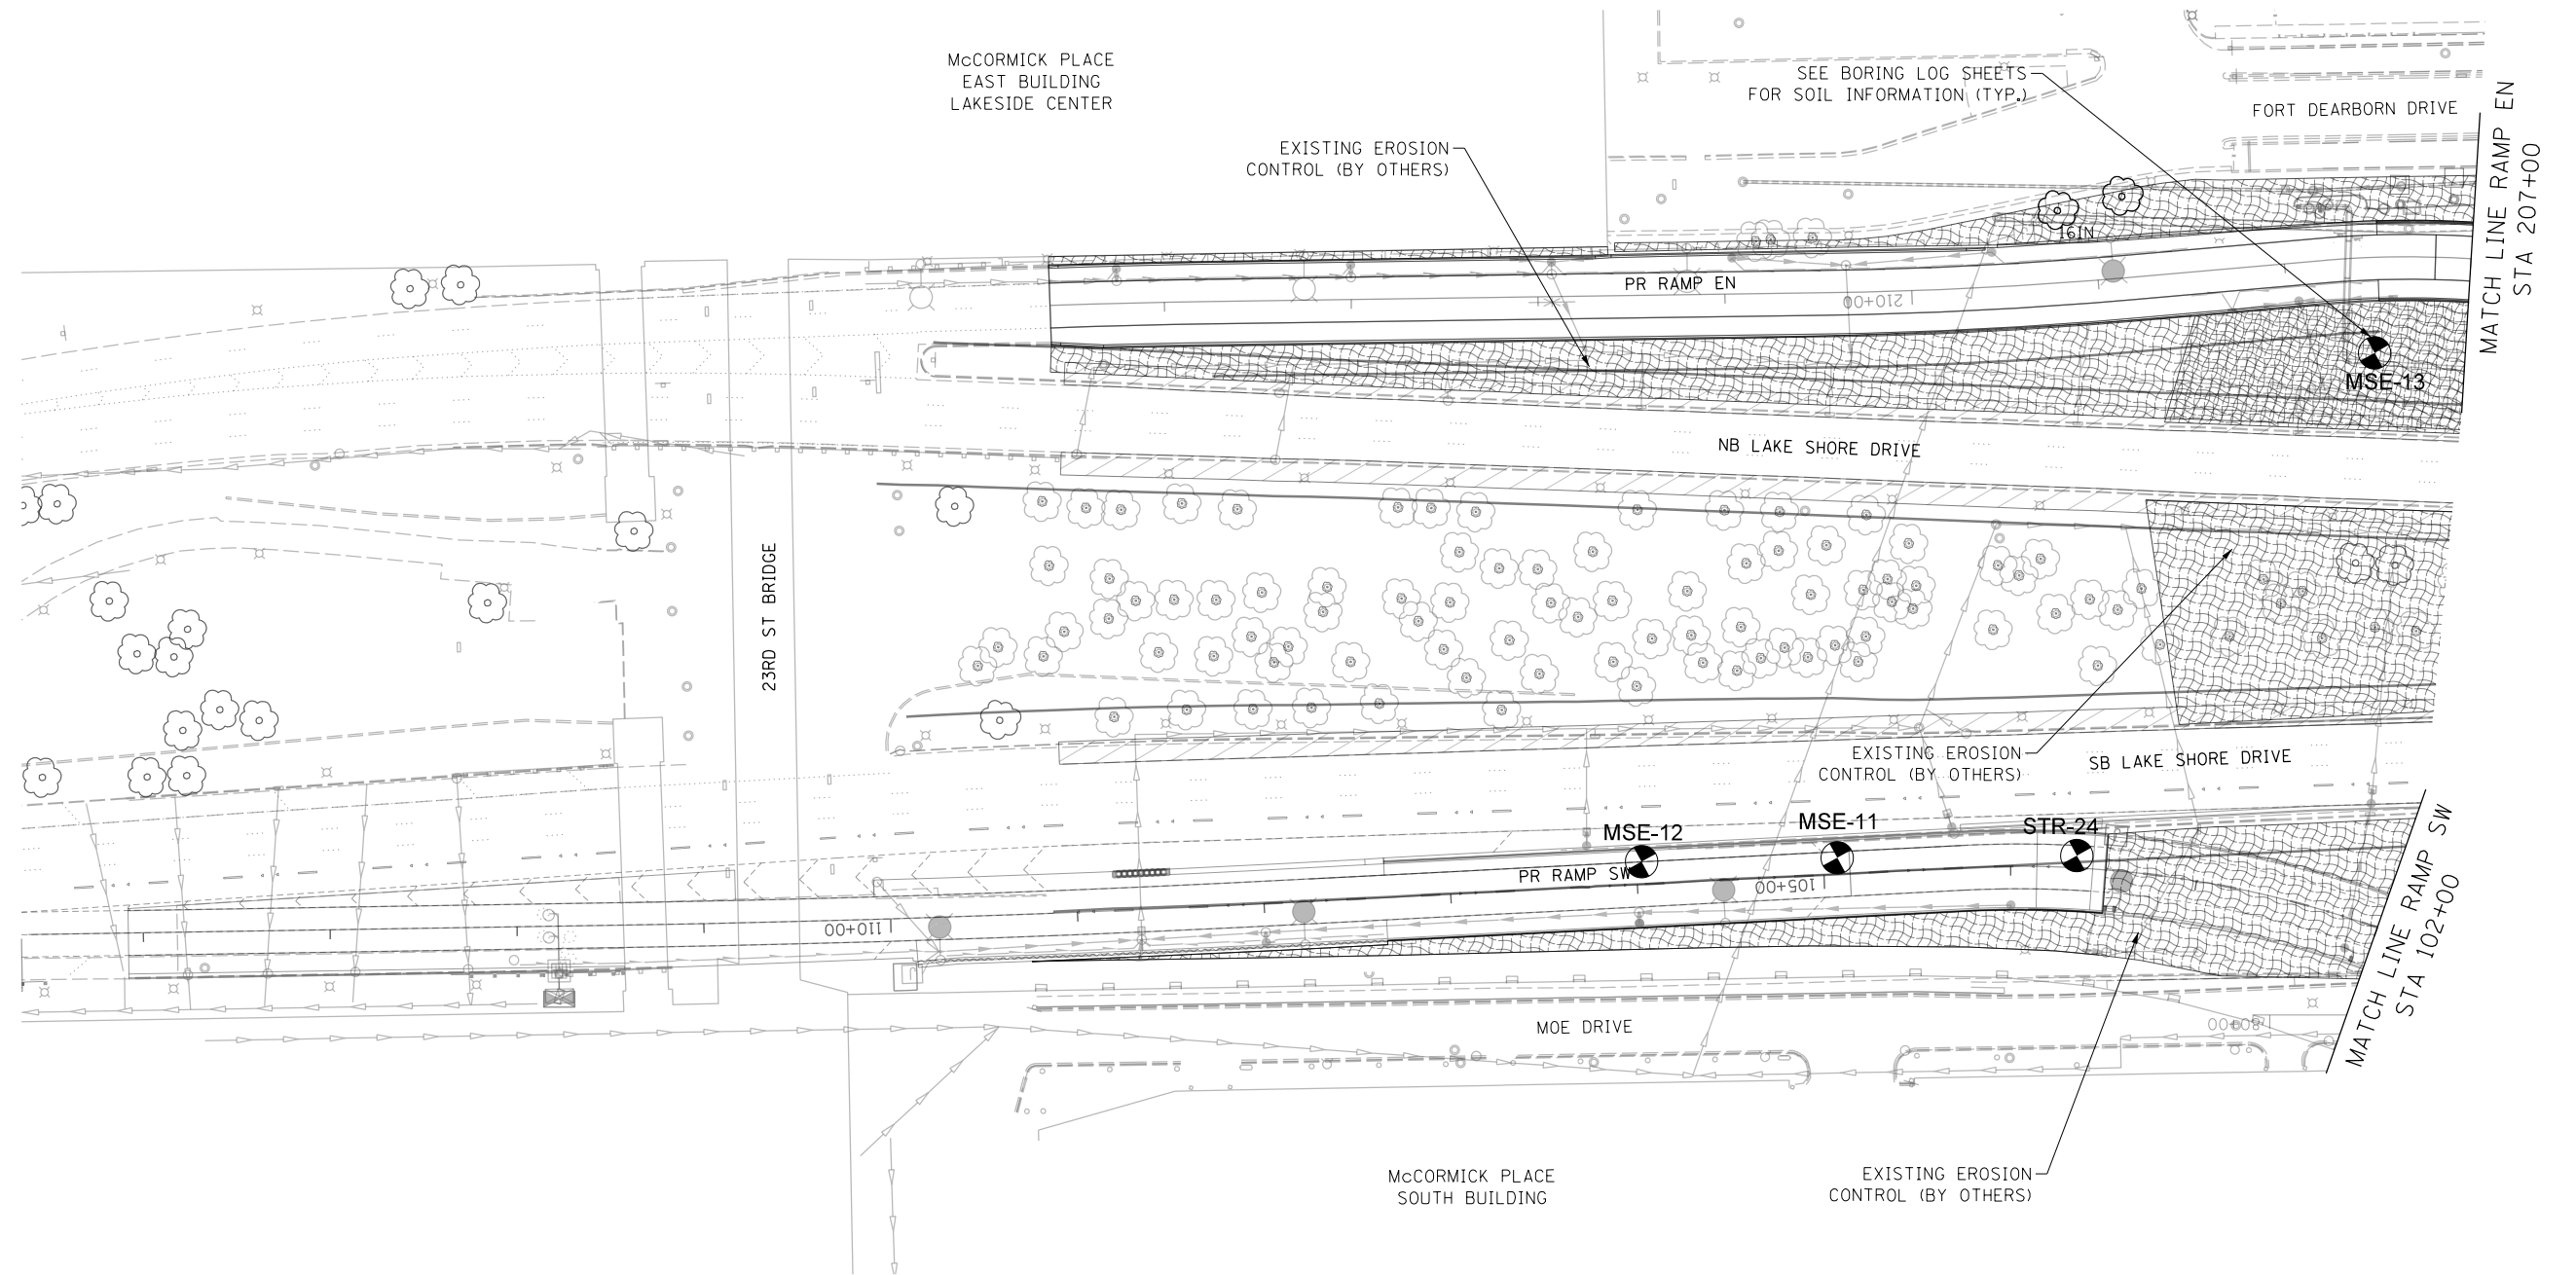 McCORMICK PLACE
EAST BUILDING
LAKESIDE CENTER
SEE BORING LOG SHEETS
FOR SOIL INFORMATION (TYP.)
FORT DEARBORN DRIVE
MATCH LINE RAMP EN
STA 207+00
EXISTING EROSION
CONTROL (BY OTHERS)
16IN
PR RAMP EN
210+00
MSE-13
NB LAKE SHORE DRIVE
23RD ST BRIDGE
EXISTING EROSION
CONTROL (BY OTHERS)
SB LAKE SHORE DRIVE
MSE-12
MSE-11
STR-24
PR RAMP SW
105+00
110+00
MATCH LINE RAMP SW
STA 102+00
MOE DRIVE
McCORMICK PLACE
SOUTH BUILDING
EXISTING EROSION
CONTROL (BY OTHERS)